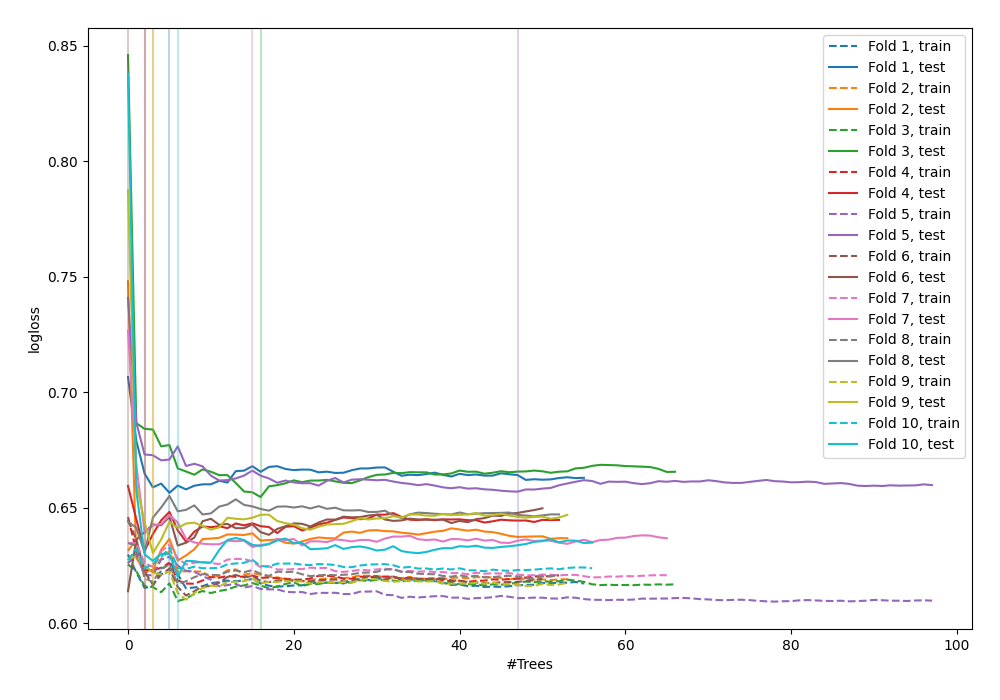 0.85
0.80
0.75
0.70
0.65
0.60
logloss
0
20
40
60
80
100
#Trees
Fold 1, train
Fold 1, test
Fold 2, train
Fold 2, test
Fold 3, train
Fold 3, test
Fold 4, train
Fold 4, test
Fold 5, train
Fold 5, test
Fold 6, train
Fold 6, test
Fold 7, train
Fold 7, test
Fold 8, train
Fold 8, test
Fold 9, train
Fold 9, test
Fold 10, train
Fold 10, test